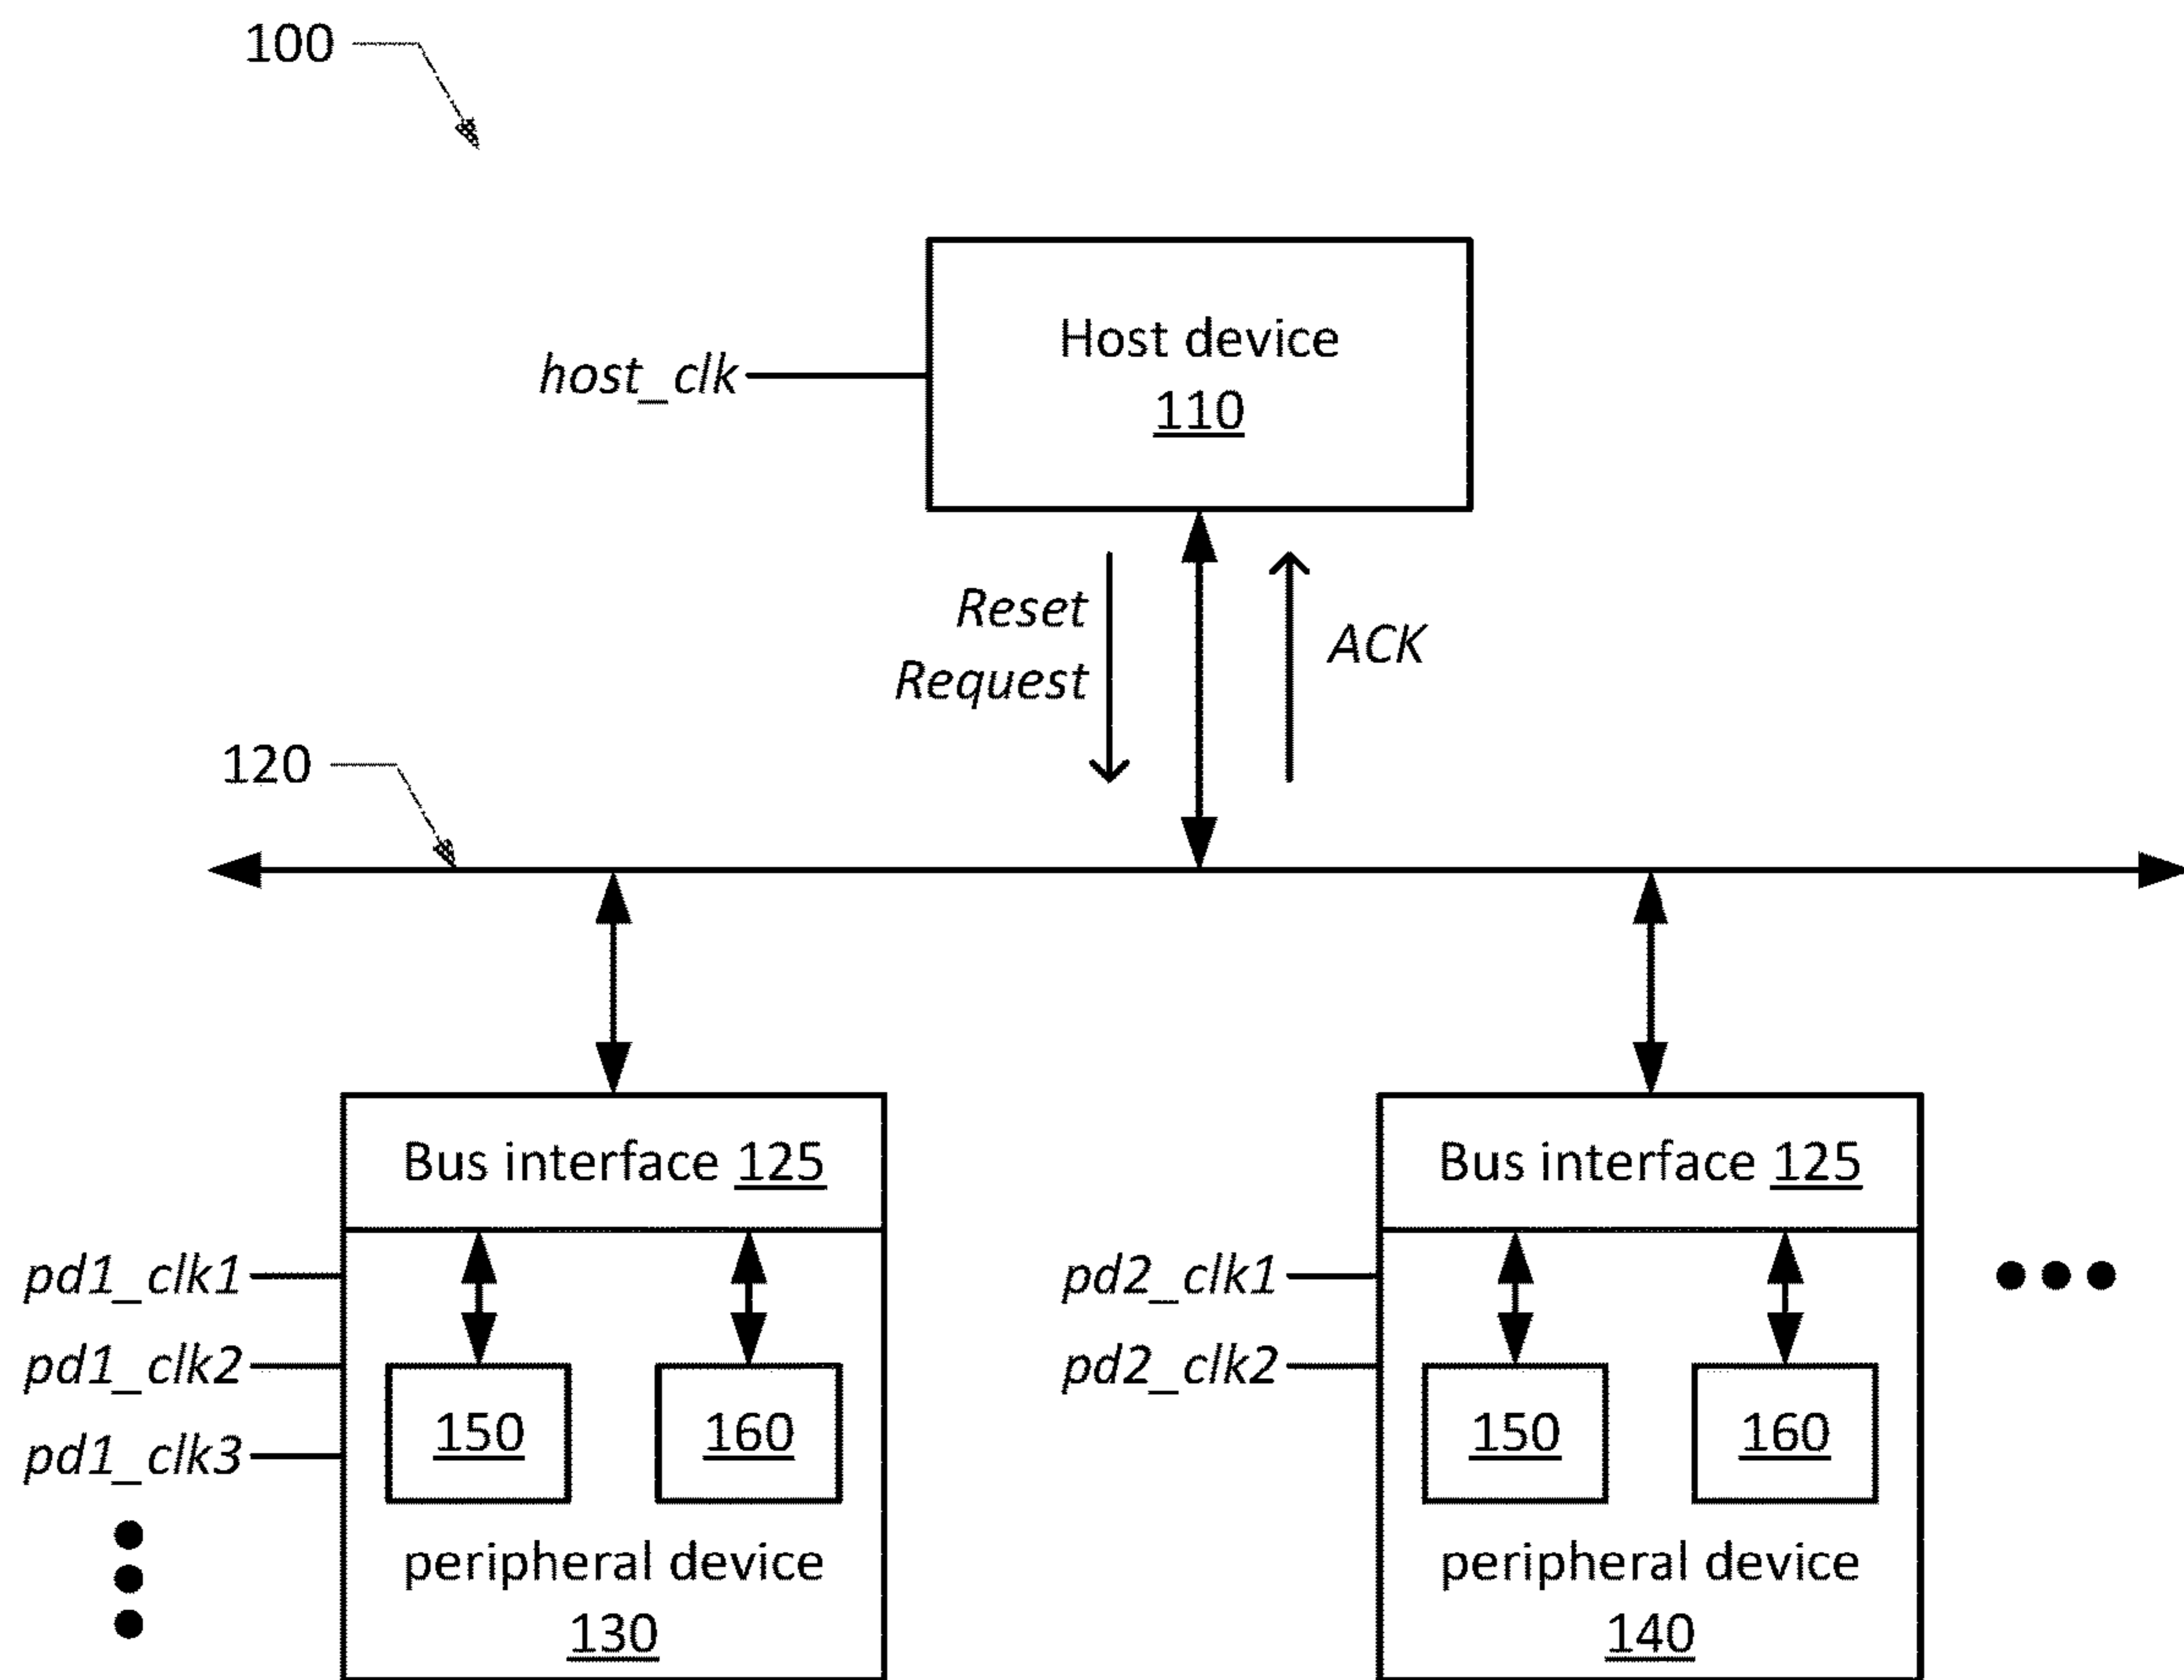 100
Host device
host_clk
110
Reset
Request
ACK
120
Bus interface 125
Bus interface 125
pd1_clk1
pd2_clk1
pd1_clk2
pd2_clk2
pd1_clk3
150
160
150
160
peripheral device
130
peripheral device
140